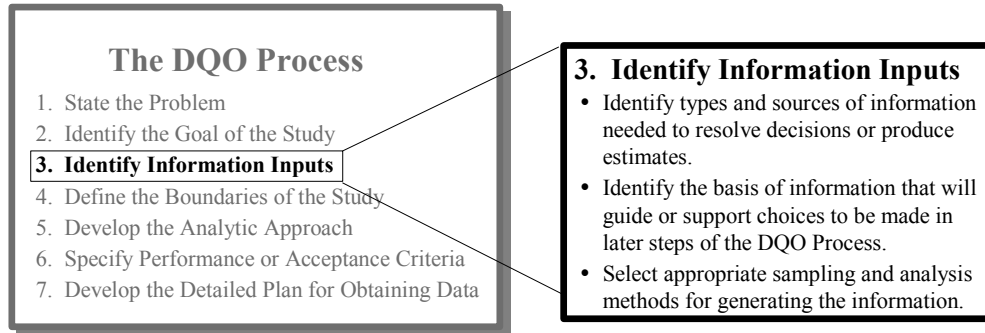 The DQO Process
1. State the Problem
2. Identify the Goal of the Study
3. Identify Information Inputs
4. Define the Boundaries of the Study
5. Develop the Analytic Approach
6. Specify Performance or Acceptance Criteria
7. Develop the Detailed Plan for Obtaining Data
3. Identify Information Inputs
• Identify types and sources of information
needed to resolve decisions or produce
estimates.
• Identify the basis of information that will
guide or support choices to be made in
later steps of the DQO Process.
• Select appropriate sampling and analysis
methods for generating the information.